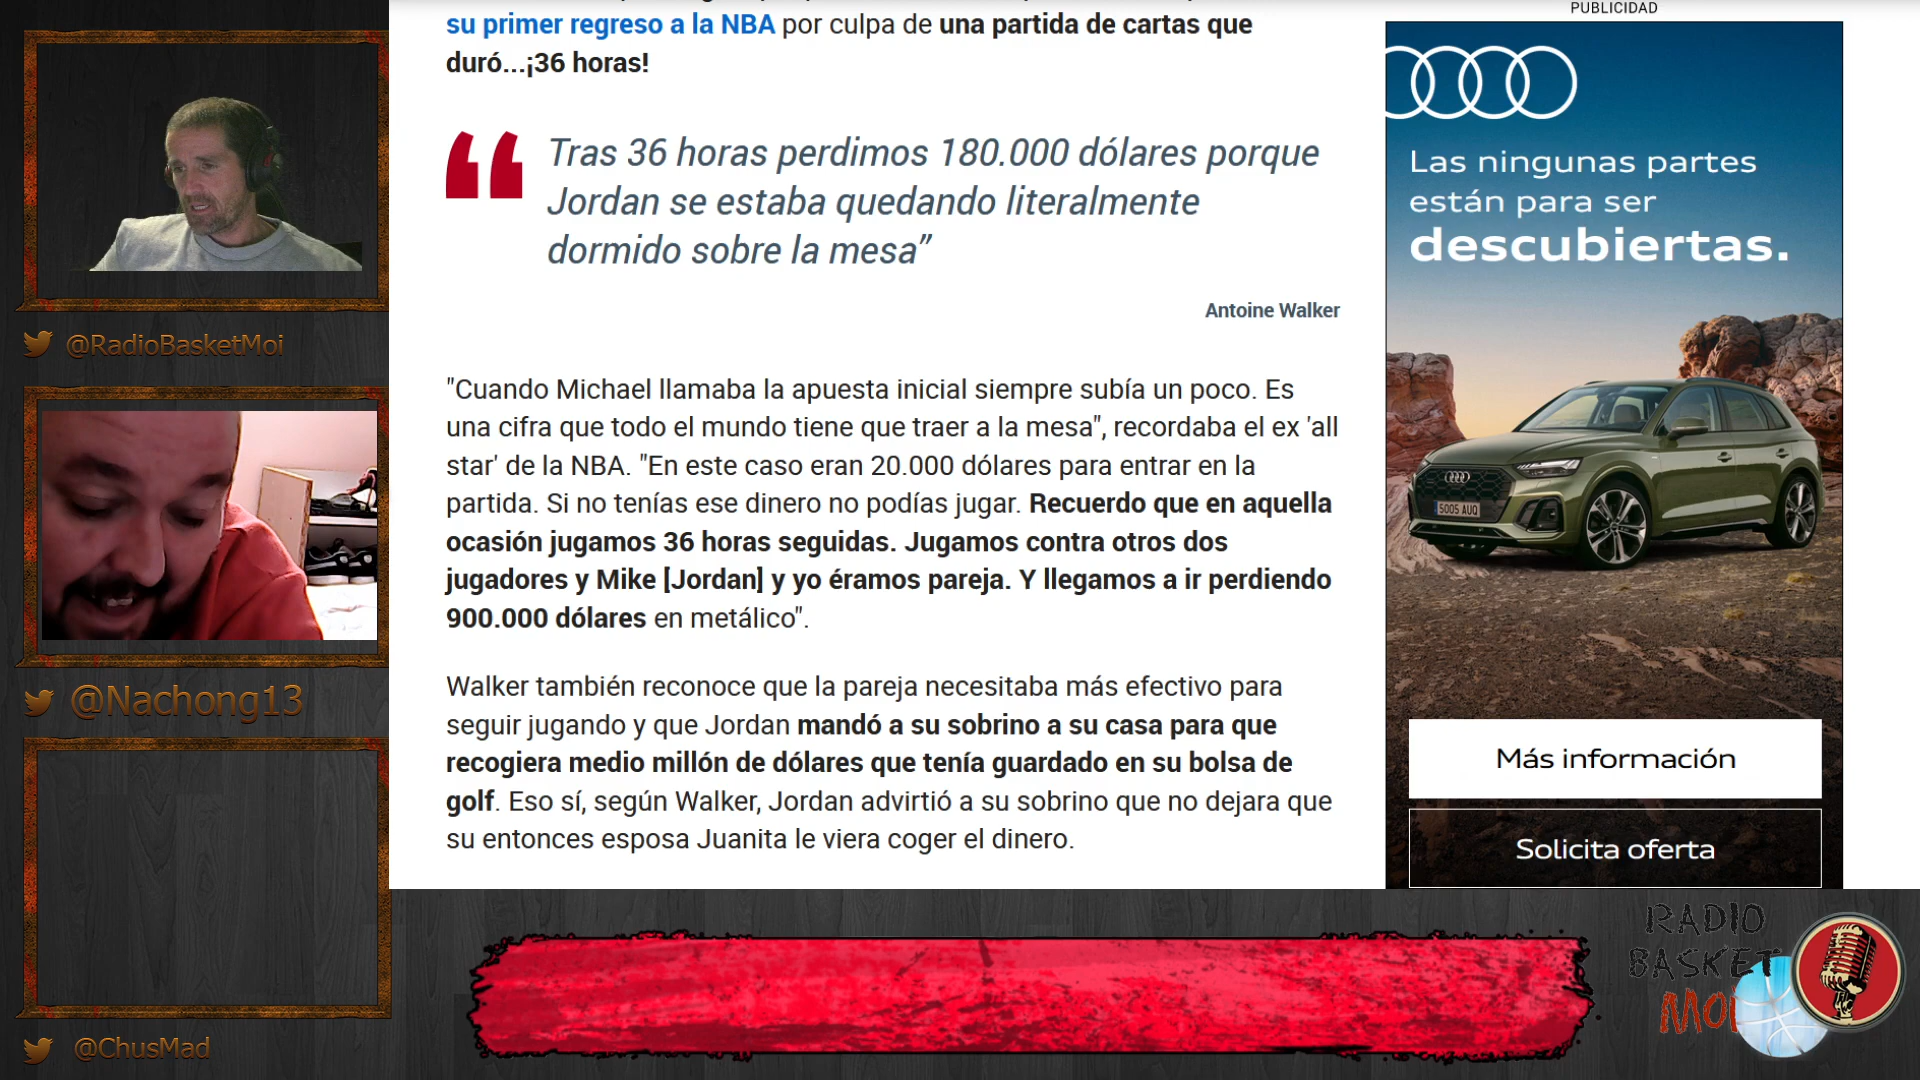 su primer regreso a la NBA por culpa de una partida de cartas que
duró...¡36 horas!
Tras 36 horas perdimos 180.000 dólares porque
Jordan se estaba quedando literalmente
dormido sobre la mesa”
Antoine Walker
"Cuando Michael llamaba la apuesta inicial siempre subía un poco. Es
una cifra que todo el mundo tiene que traer a la mesa", recordaba el ex 'all
star' de la NBA. "En este caso eran 20.000 dólares para entrar en la
partida. Si no tenías ese dinero no podías jugar. Recuerdo que en aquella
ocasión jugamos 36 horas seguidas. Jugamos contra otros dos
jugadores y Mike [Jordan] y yo éramos pareja. Y llegamos a ir perdiendo
900.000 dólares en metálico".
Walker también reconoce que la pareja necesitaba más efectivo para
seguir jugando y que Jordan mandó a su sobrino a su casa para que
recogiera medio millón de dólares que tenía guardado en su bolsa de
golf. Eso sí, según Walker, Jordan advirtió a su sobrino que no dejara que
su entonces esposa Juanita le viera coger el dinero.
PUBLICIDAD
Las ningunas partes
están para ser
descubiertas.
5005 AUQ
Más información
Solicita oferta
@RadioBasketMoi
@Nachong13
@ChusMad
RADIO
BASKET
MOi